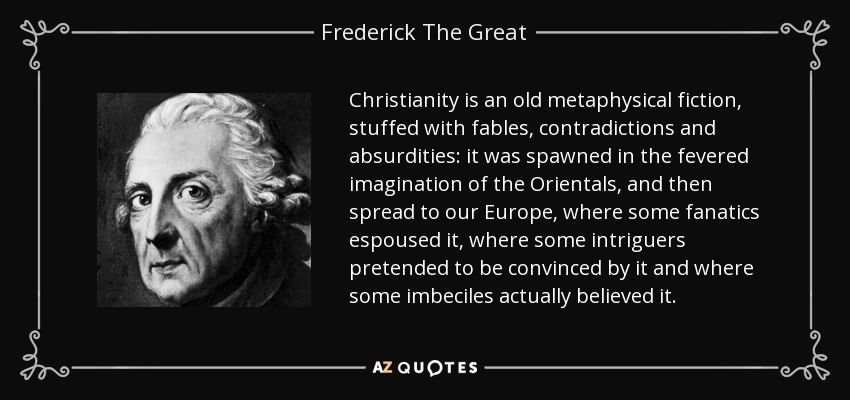 Frederick The Great
Christianity is an old metaphysical fiction,
stuffed with fables, contradictions and
absurdities: it was spawned in the fevered
imagination of the Orientals, and then
spread to our Europe, where some fanatics
espoused it, where some intriguers
pretended to be convinced by it and where
some imbeciles actually believed it.
AZ QUOTES